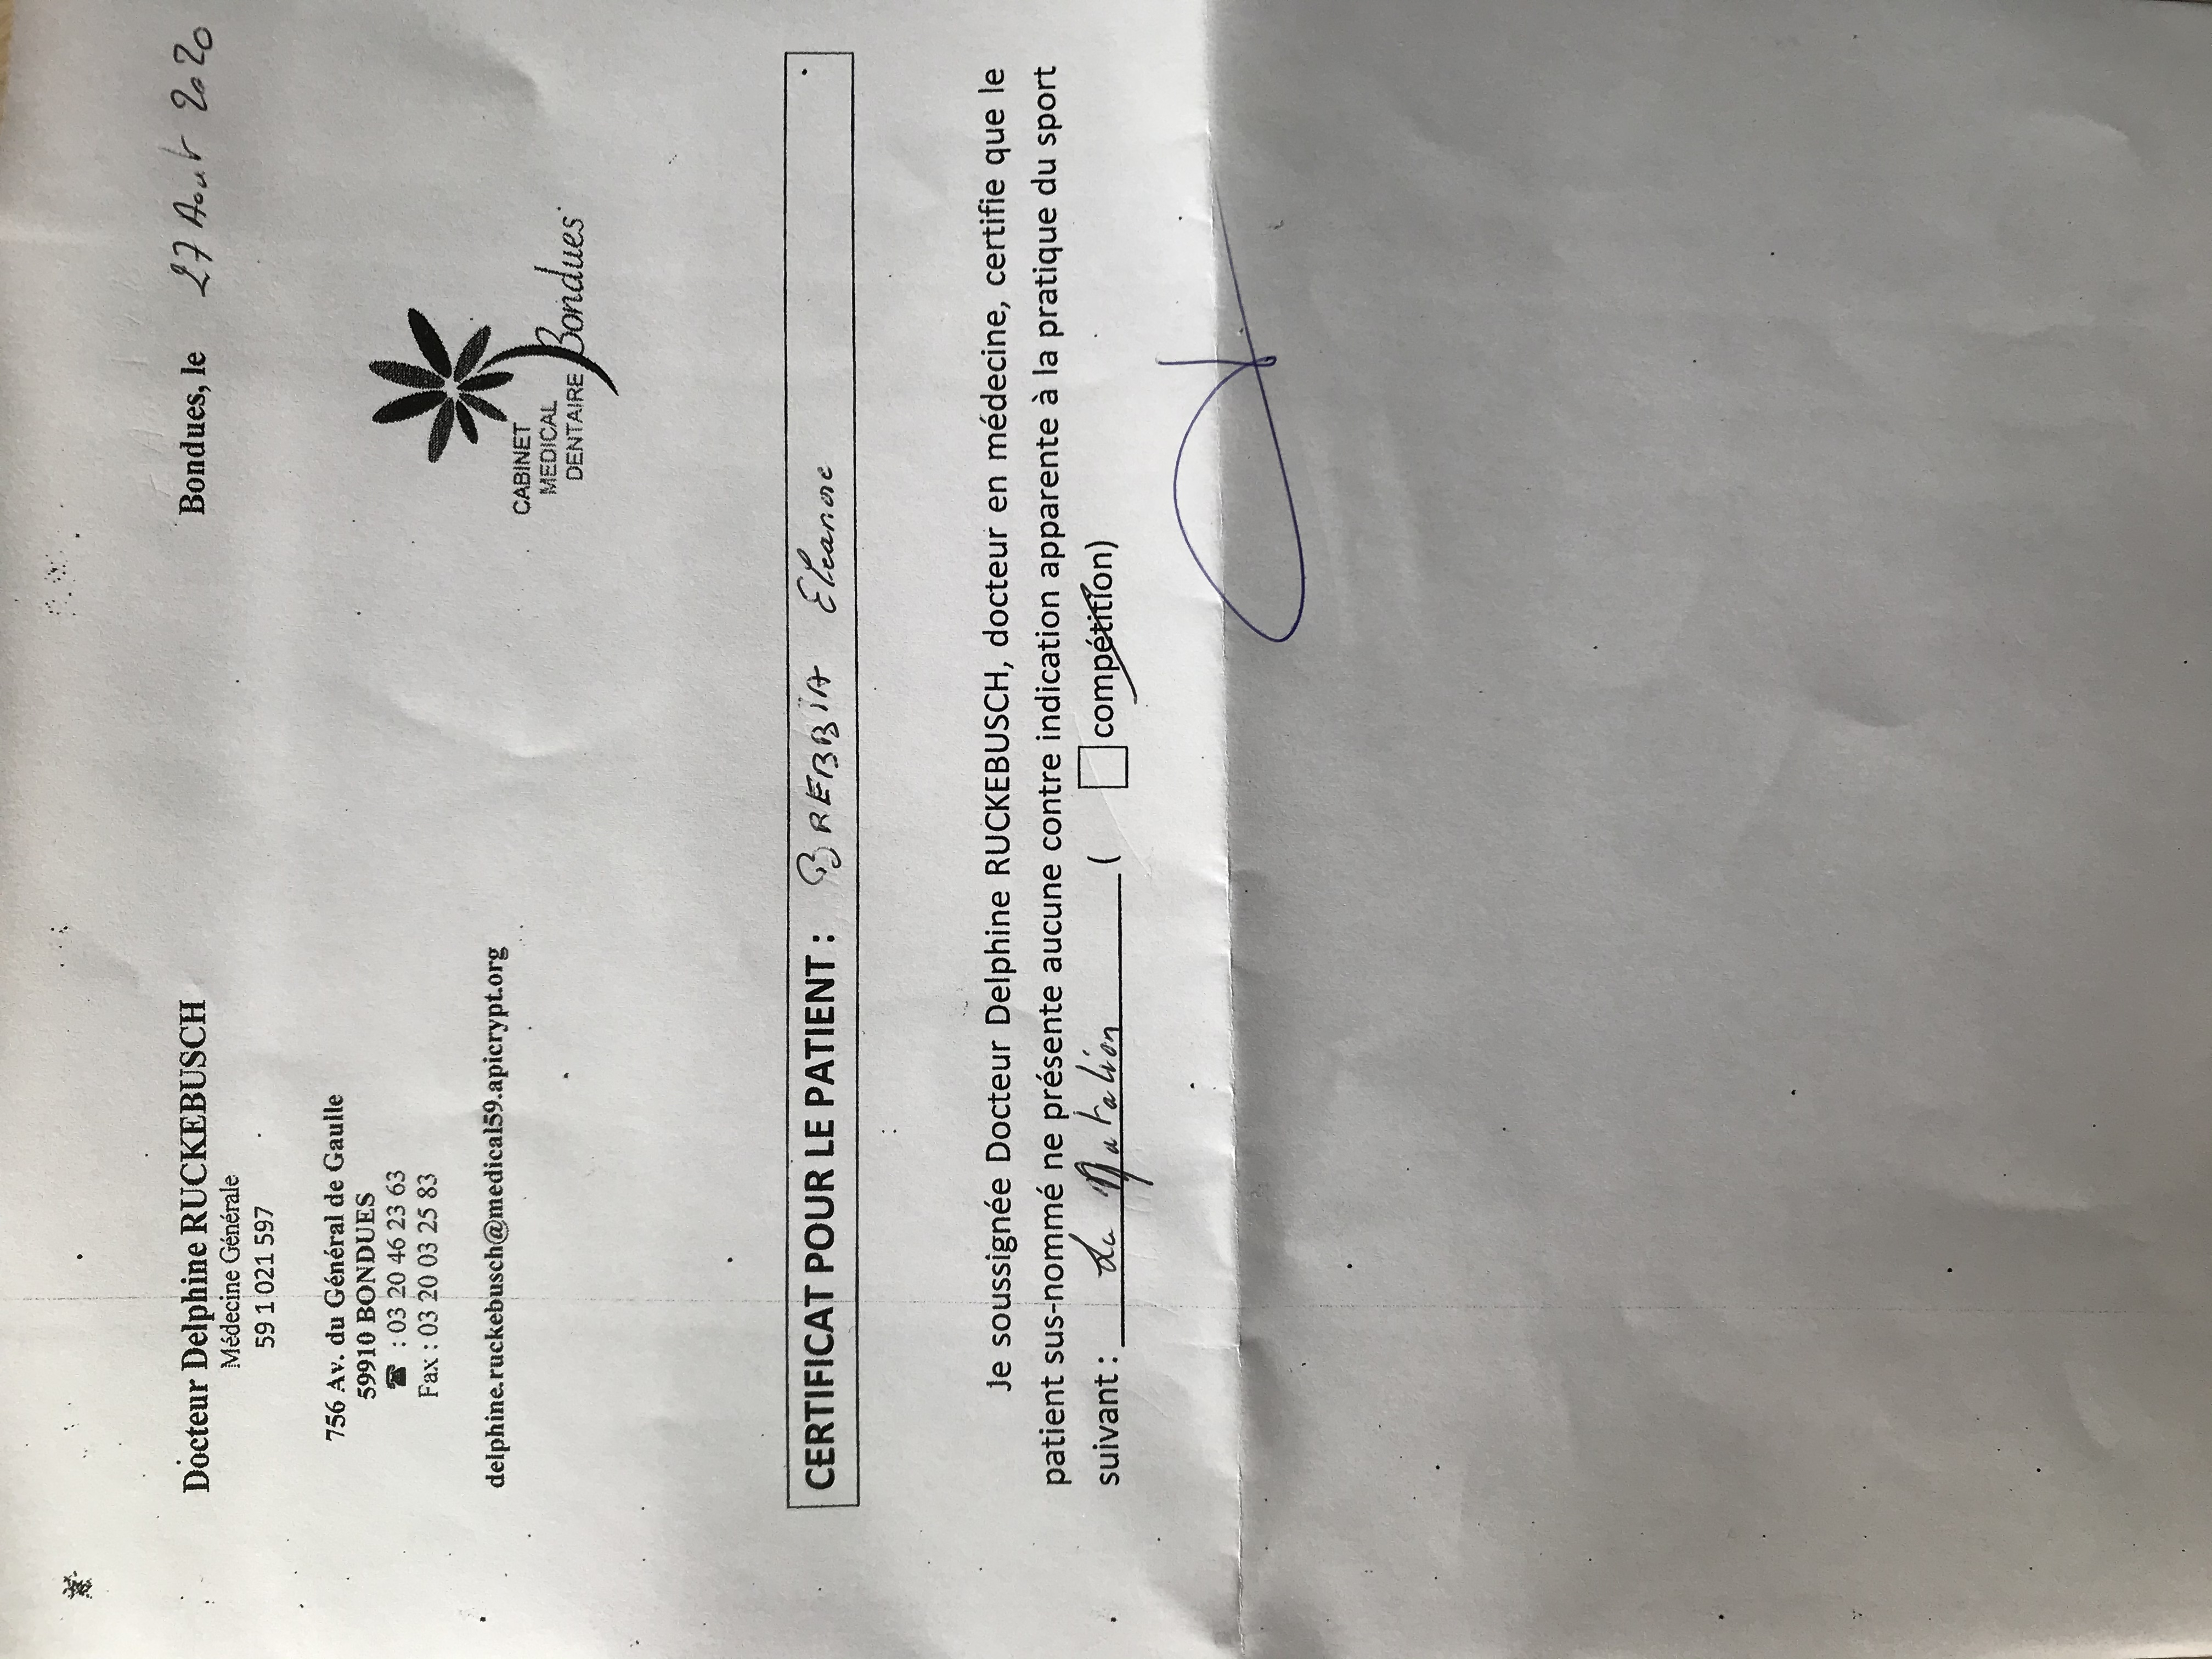 Docteur Delphine RUCKEBUSCH
Médecine Générale
59 1 021 597
Bondues, le 27 Août 2020
756 Av. du Général de Gaulle
59910 BONDUES
☎ : 03 20 46 23 63
Fax : 03 20 03 25 83
delphine.ruckebusch@medical59.apicrypt.org
CABINET
MEDICAL
DENTAIRE
Bondues
CERTIFICAT POUR LE PATIENT : BREBBIA Eleanore
Je soussignée Docteur Delphine RUCKEBUSCH, docteur en médecine, certifie que le
patient sus-nommé ne présente aucune contre indication apparente à la pratique du sport
suivant : La Natation ( compétition)